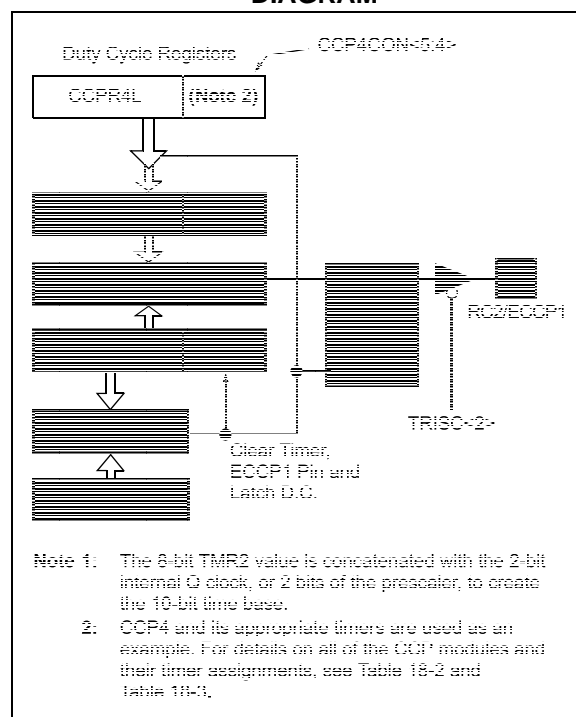 DIAGRAM
Duty Cycle Registers
CCP4CON<5:4>
CCPR4L
(Note 2)
RC2/ECCP1
TRISC<2>
Clear Timer,
ECCP1 Pin and
Latch D.C.
Note 1: The 8-bit TMR2 value is concatenated with the 2-bit
internal Q clock, or 2 bits of the prescaler, to create
the 10-bit time base.
2: CCP4 and its appropriate timers are used as an
example. For details on all of the CCP modules and
their timer assignments, see Table 18-2 and
Table 18-3.